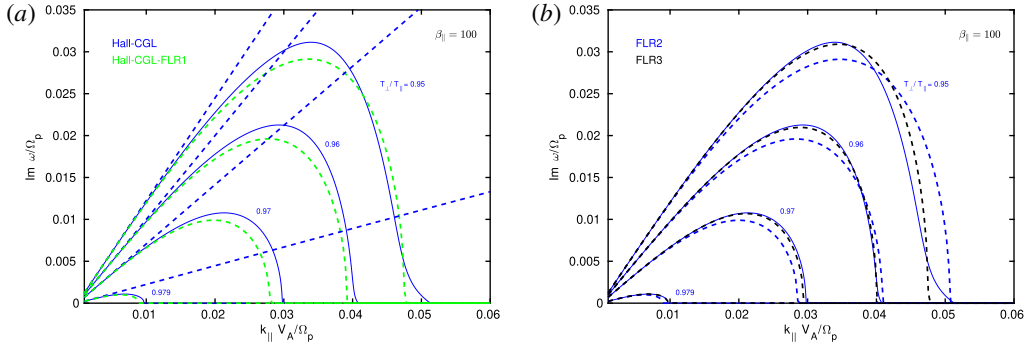 (a)
0.035
0.03
0.025
0.02
0.015
0.01
0.005
0
Im ω/Ωp
Hall-CGL
Hall-CGL-FLR1
β∥ = 100
T⊥/ T∥ = 0.95
0.96
0.97
0.979
0.01 0.02 0.03 0.04 0.05 0.06
k∥ VA/Ωp
(b)
0.035
0.03
0.025
0.02
0.015
0.01
0.005
0
Im ω/Ωp
FLR2
FLR3
β∥ = 100
T⊥/ T∥ = 0.95
0.96
0.97
0.979
0.01 0.02 0.03 0.04 0.05 0.06
k∥ VA/Ωp